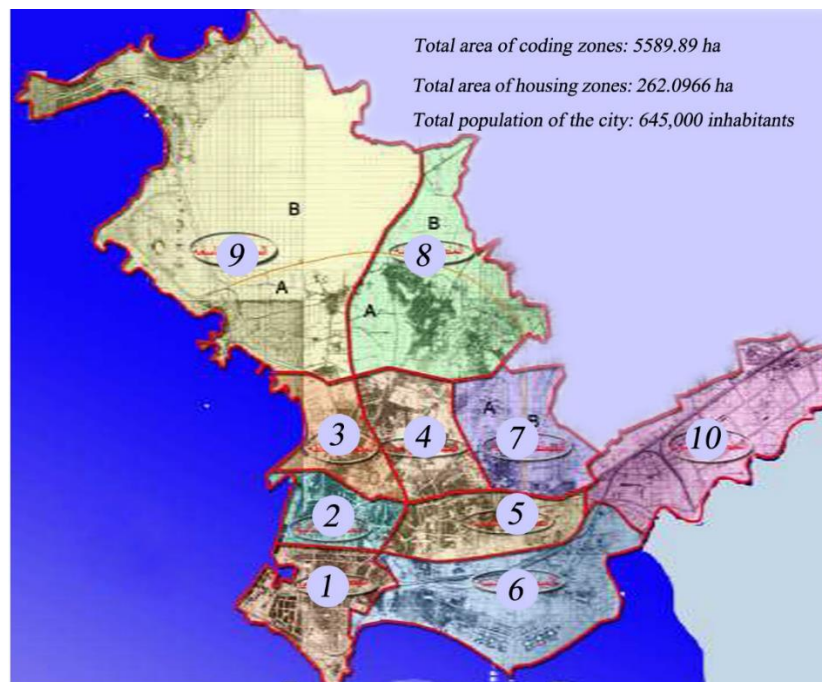 Total area of coding zones: 5589.89 ha
Total area of housing zones: 262.0966 ha
Total population of the city: 645,000 inhabitants
B
B
9
8
A
A
A
B
3
4
7
10
2
5
1
6